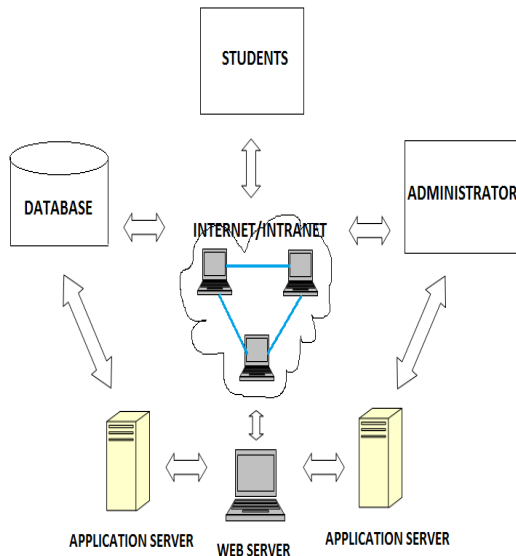 STUDENTS
DATABASE
ADMINISTRATOR
INTERNET/INTRANET
APPLICATION SERVER
WEB SERVER
APPLICATION SERVER